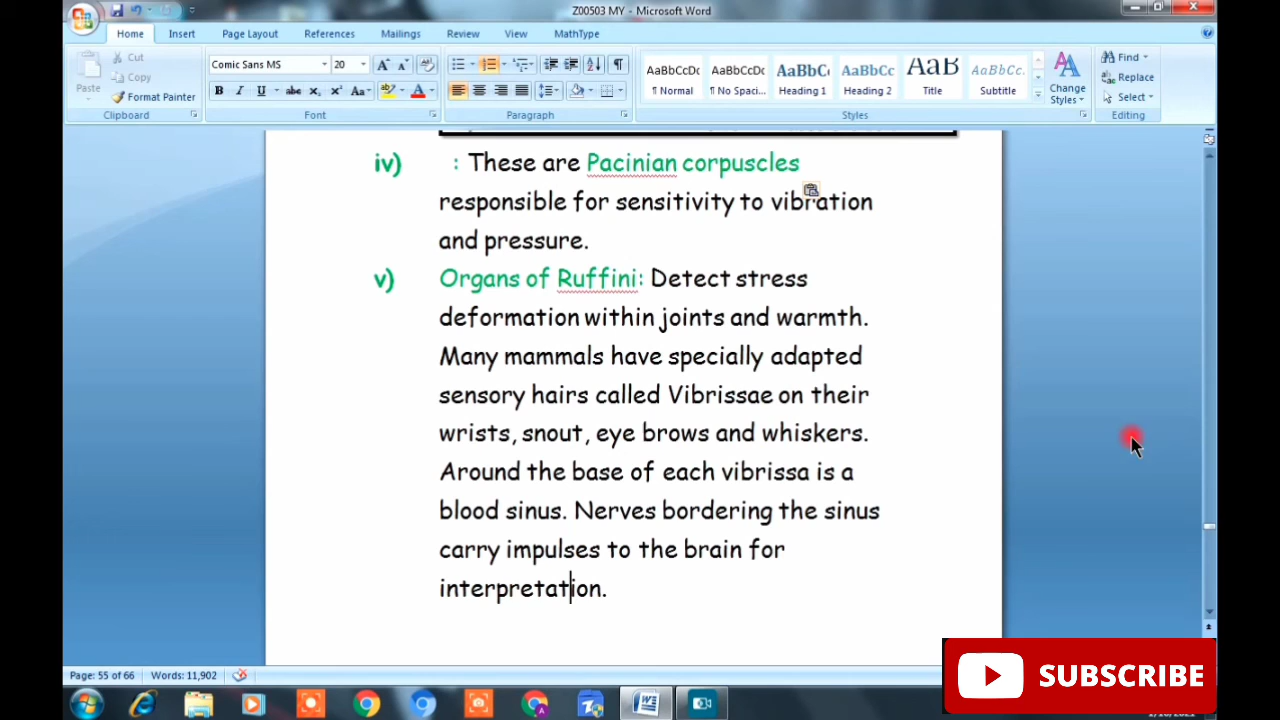 Z00503 MY - Microsoft Word
Home Insert Page Layout References Mailings Review View MathType
Paste
Cut
Copy
Format Painter
Clipboard
Comic Sans MS 20
Font
Paragraph
AaBbCcDc AaBbCcDc AaBbC AaBbCc AaB AaBbCc.
¶ Normal ¶ No Spaci... Heading 1 Heading 2 Title Subtitle
Change Styles
Styles
Find
Replace
Select
Editing
iv) : These are Pacinian corpuscles
responsible for sensitivity to vibration
and pressure.
v) Organs of Ruffini: Detect stress
deformation within joints and warmth.
Many mammals have specially adapted
sensory hairs called Vibrissae on their
wrists, snout, eye brows and whiskers.
Around the base of each vibrissa is a
blood sinus. Nerves bordering the sinus
carry impulses to the brain for
interpretation.
Page: 55 of 66 Words: 11,902
SUBSCRIBE